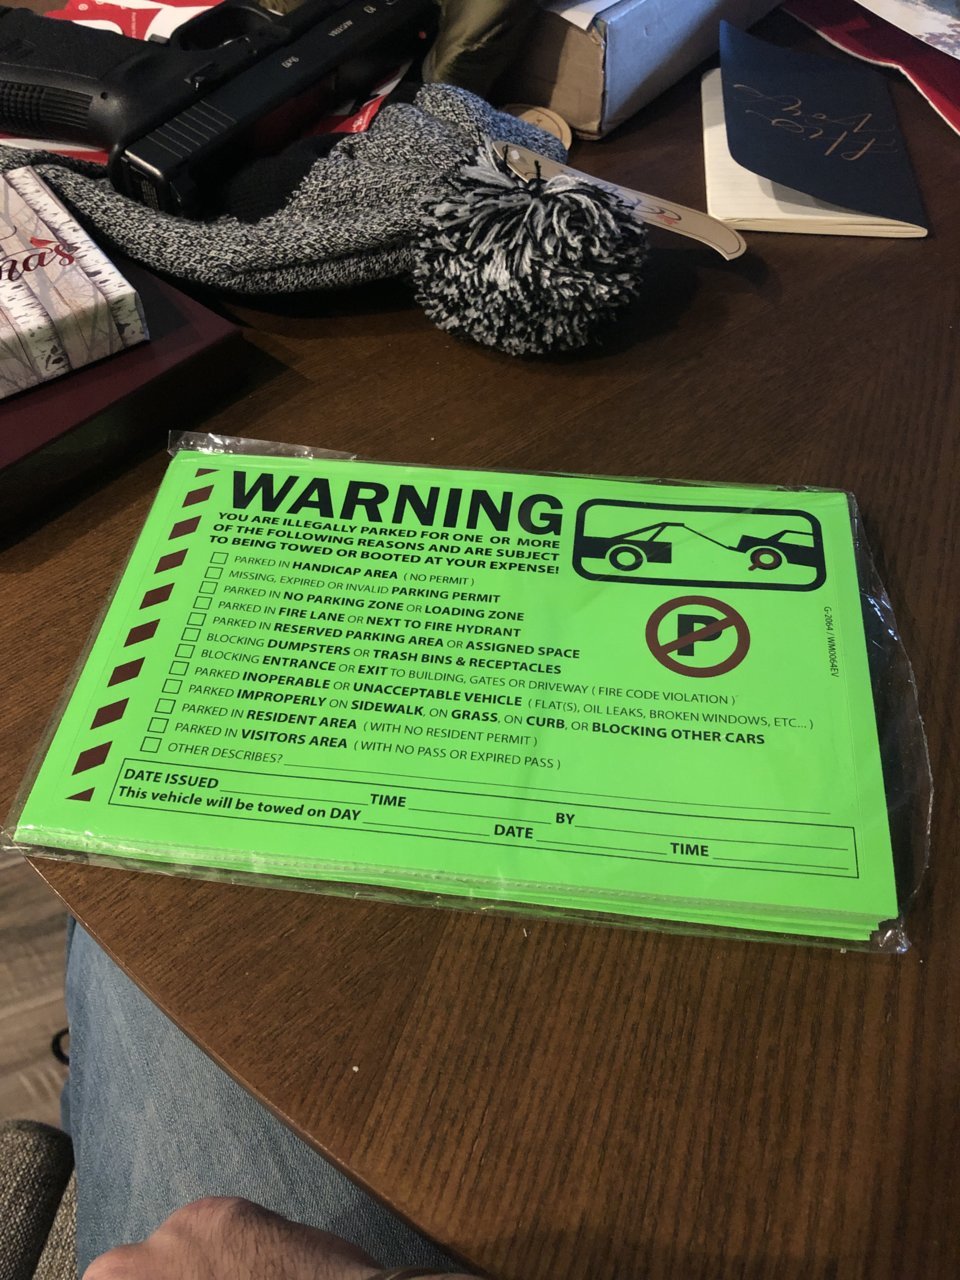 AUSTRIA
9x19
His
Vows
mas
WARNING
YOU ARE ILLEGALLY PARKED FOR ONE OR MORE
OF THE FOLLOWING REASONS AND ARE SUBJECT
TO BEING TOWED OR BOOTED AT YOUR EXPENSE!
PARKED IN HANDICAP AREA ( NO PERMIT )
MISSING, EXPIRED OR INVALID PARKING PERMIT
PARKED IN NO PARKING ZONE OR LOADING ZONE
PARKED IN FIRE LANE OR NEXT TO FIRE HYDRANT
PARKED IN RESERVED PARKING AREA OR ASSIGNED SPACE
BLOCKING DUMPSTERS OR TRASH BINS & RECEPTACLES
BLOCKING ENTRANCE OR EXIT TO BUILDING, GATES OR DRIVEWAY ( FIRE CODE VIOLATION )
PARKED INOPERABLE OR UNACCEPTABLE VEHICLE ( FLAT(S), OIL LEAKS, BROKEN WINDOWS, ETC... )
PARKED IMPROPERLY ON SIDEWALK, ON GRASS, ON CURB, OR BLOCKING OTHER CARS
PARKED IN RESIDENT AREA ( WITH NO RESIDENT PERMIT )
PARKED IN VISITORS AREA ( WITH NO PASS OR EXPIRED PASS )
OTHER DESCRIBES?
DATE ISSUED TIME BY
This vehicle will be towed on DAY DATE TIME
P
G-2064 / WM0064EV